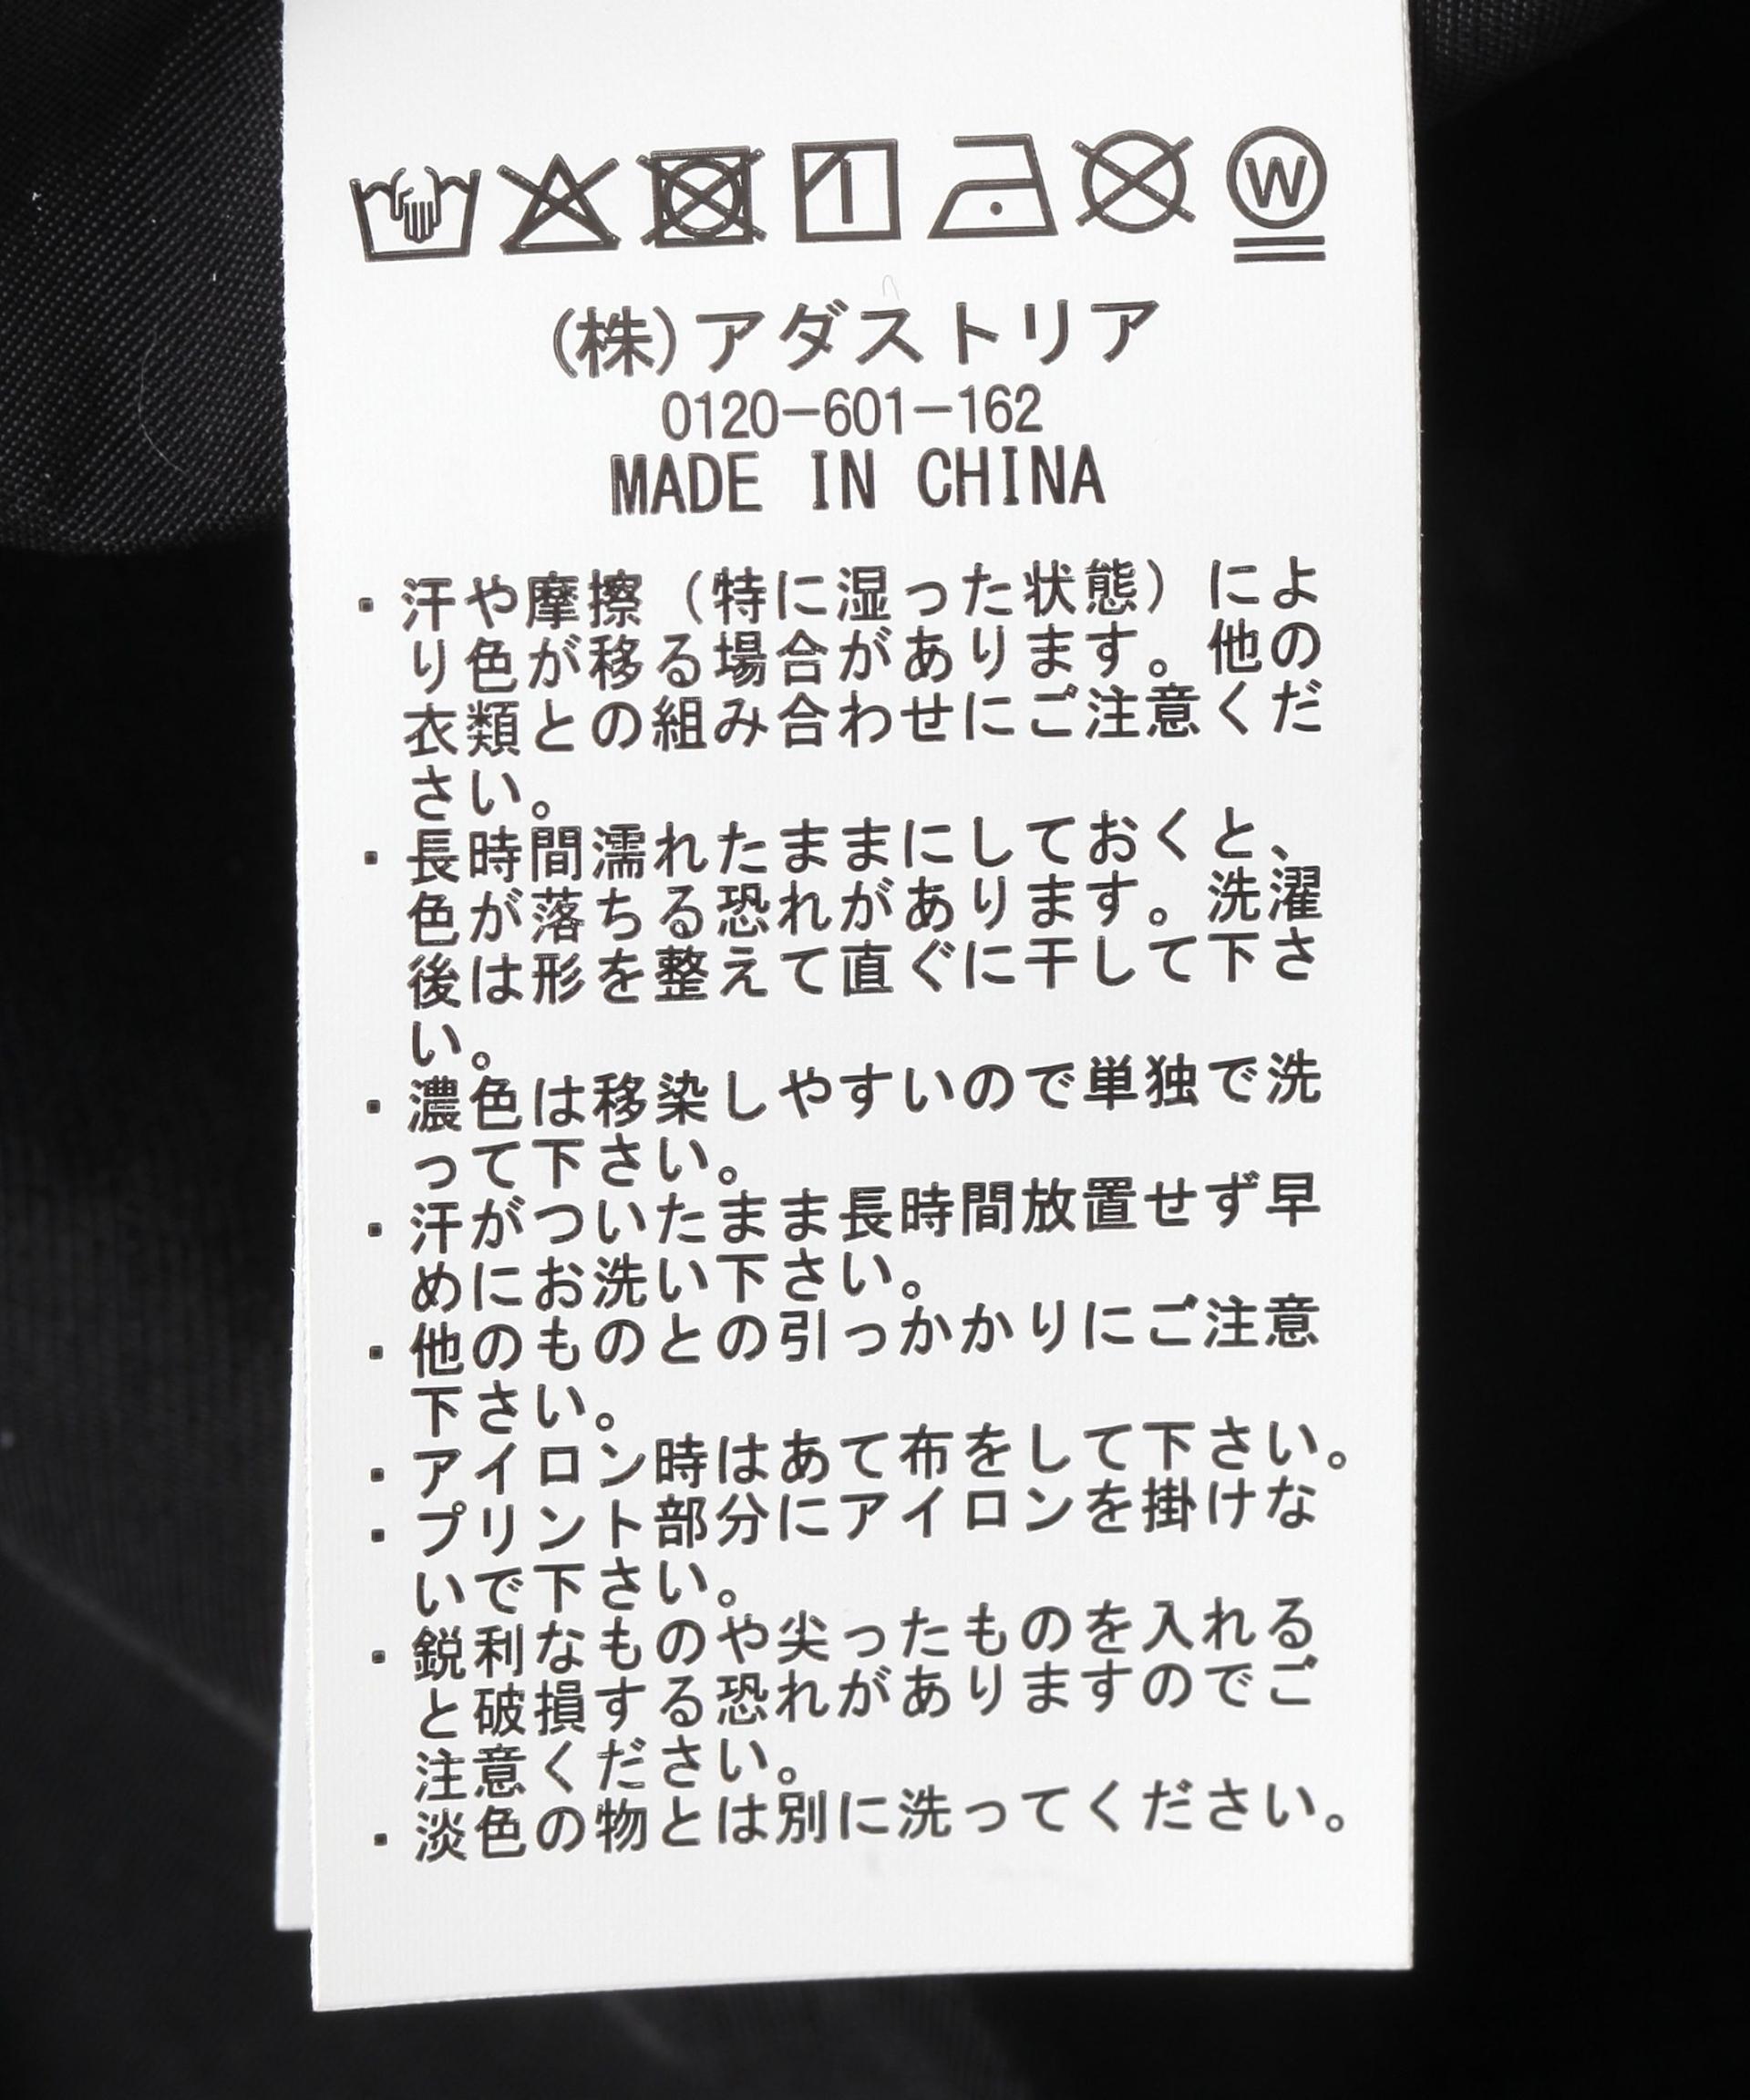 W
(株)アダストリア
0120-601-162
MADE IN CHINA
・汗や摩擦（特に湿った状態）によ
り色が移る場合があります。他の
衣類との組み合わせにご注意くだ
さい。
・長時間濡れたままにしておくと、
色が落ちる恐れがあります。洗濯
後は形を整えて直ぐに干して下さ
い。
・濃色は移染しやすいので単独で洗
って下さい。
・汗がついたまま長時間放置せず早
めにお洗い下さい。
・他のものとの引っかかりにご注意
下さい。
・アイロン時はあて布をして下さい。
・プリント部分にアイロンを掛けな
いで下さい。
・鋭利なものや尖ったものを入れる
と破損する恐れがありますのでご
注意ください。
・淡色の物とは別に洗ってください。